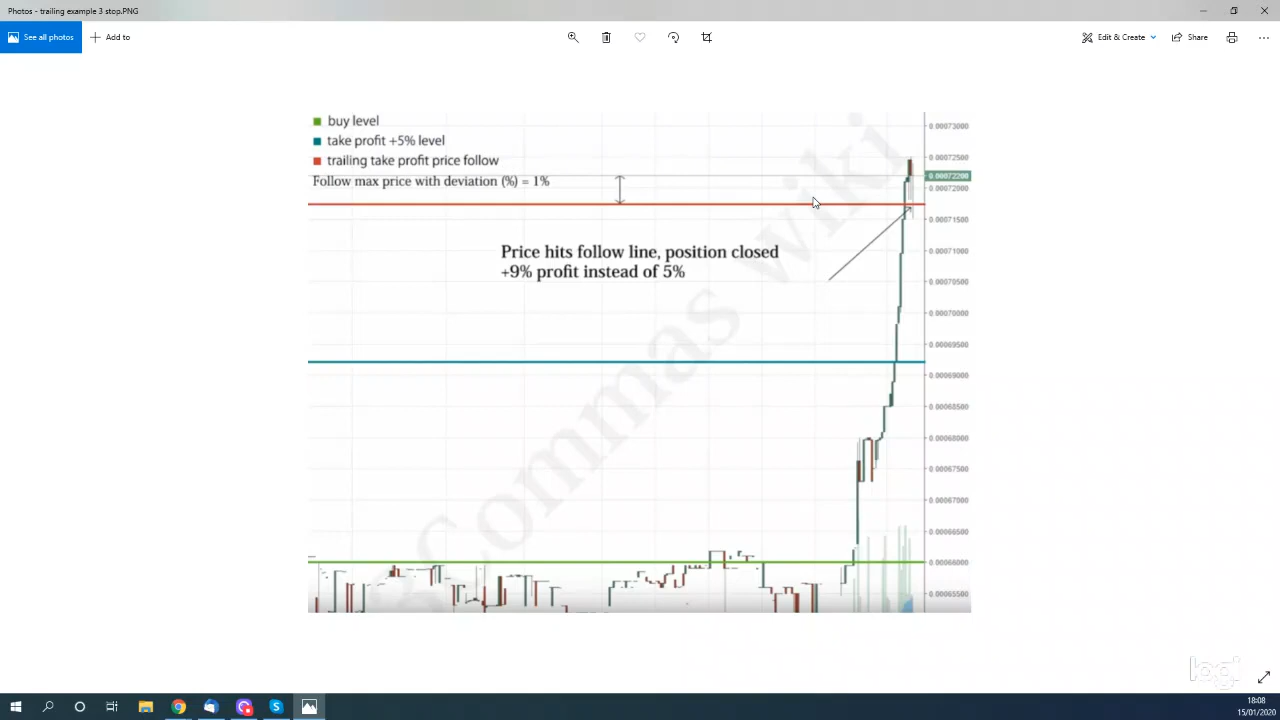 Photos - trailing example 3 stop.PNG
See all photos
Add to
Edit & Create
Share
buy level
take profit +5% level
trailing take profit price follow
Follow max price with deviation (%) = 1%
Price hits follow line, position closed
+9% profit instead of 5%
0.00073000
0.00072500
0.00072200
0.00072000
0.00071500
0.00071000
0.00070500
0.00070000
0.00069500
0.00069000
0.00068500
0.00068000
0.00067500
0.00067000
0.00066500
0.00066000
0.00065500
3Commas wiki
logi
18:08
15/01/2020